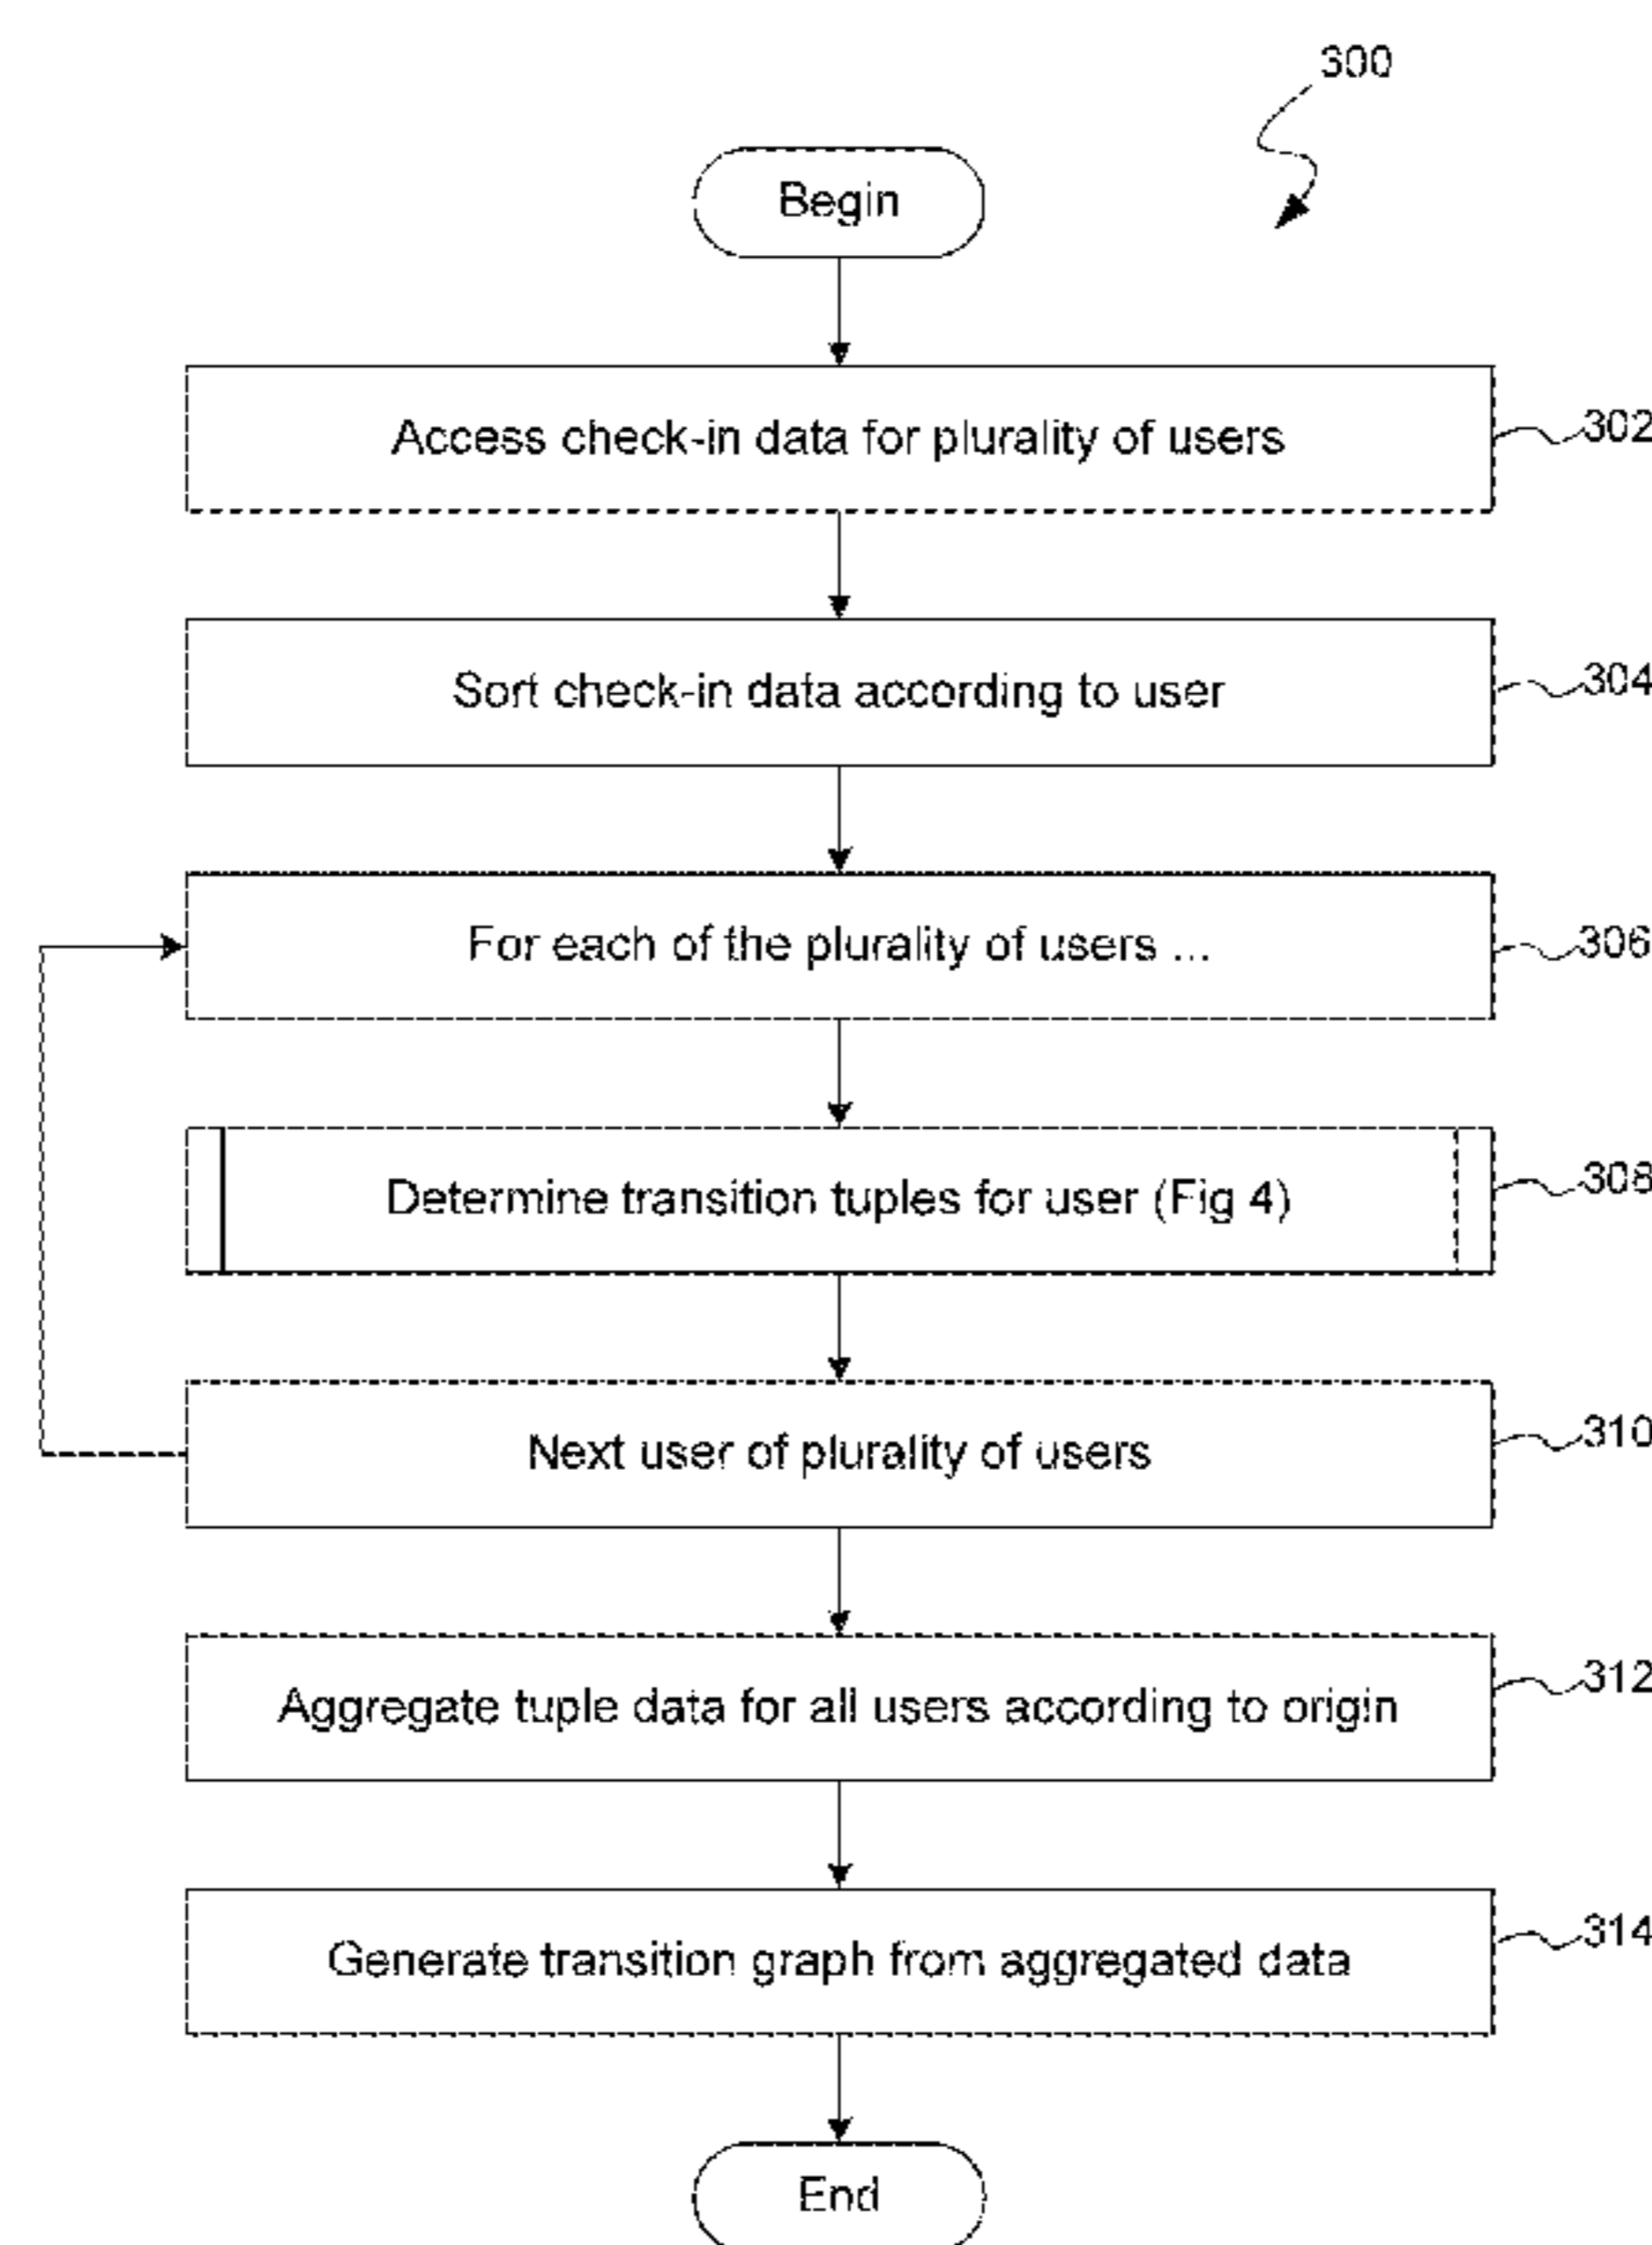 300
Begin
Access check-in data for plurality of users
302
Sort check-in data according to user
304
For each of the plurality of users ...
306
Determine transition tuples for user (Fig 4)
308
Next user of plurality of users
310
Aggregate tuple data for all users according to origin
312
Generate transition graph from aggregated data
314
End